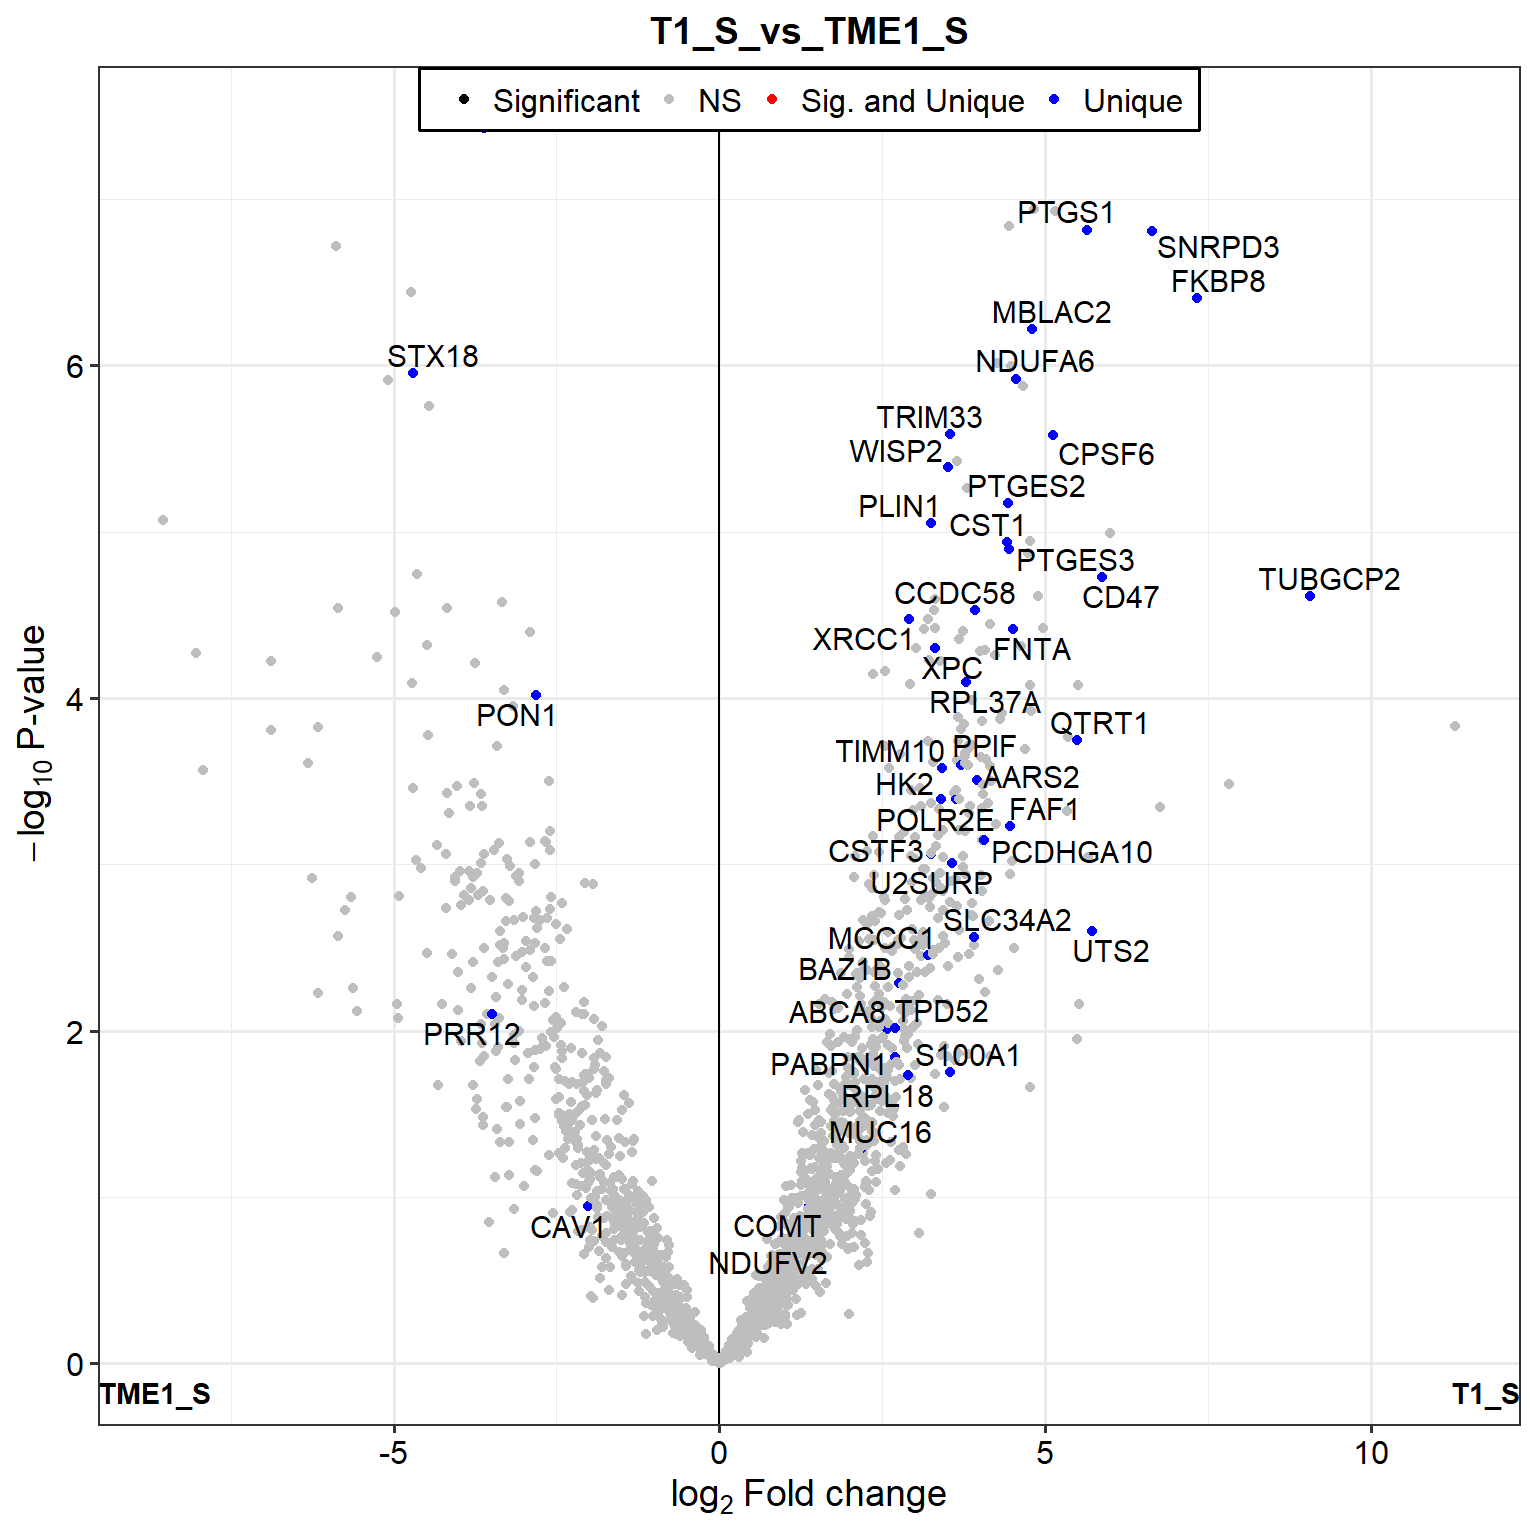 T1_S_vs_TME1_S
Significant NS Sig. and Unique Unique
PTGS1
SNRPD3
FKBP8
MBLAC2
STX18
NDUFA6
TRIM33
WISP2
CPSF6
PTGES2
PLIN1
CST1
PTGES3
TUBGCP2
CCDC58
CD47
XRCC1
FNTA
XPC
RPL37A
PON1
QTRT1
TIMM10
PPIF
HK2
AARS2
FAF1
POLR2E
CSTF3
PCDHGA10
U2SURP
SLC34A2
MCCC1
UTS2
BAZ1B
ABCA8
TPD52
PRR12
PABPN1
S100A1
RPL18
MUC16
CAV1
COMT
NDUFV2
TME1_S
T1_S
6
4
2
0
-5
0
5
10
−log10 P-value
log2 Fold change